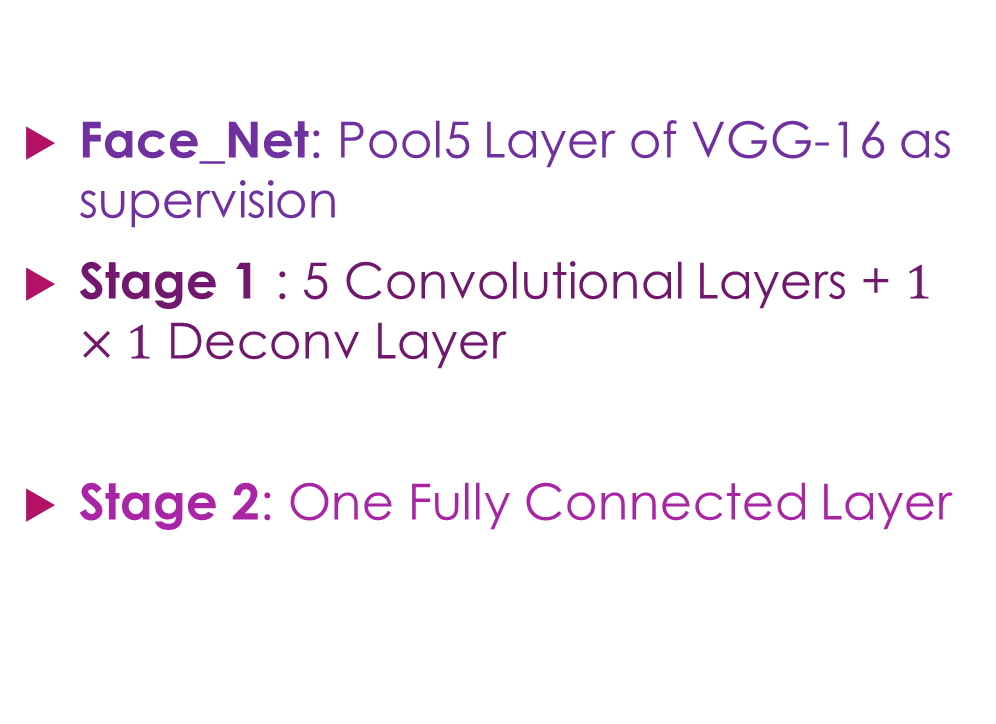 Face_Net: Pool5 Layer of VGG-16 as
supervision
Stage 1 : 5 Convolutional Layers + 1
× 1 Deconv Layer
Stage 2: One Fully Connected Layer